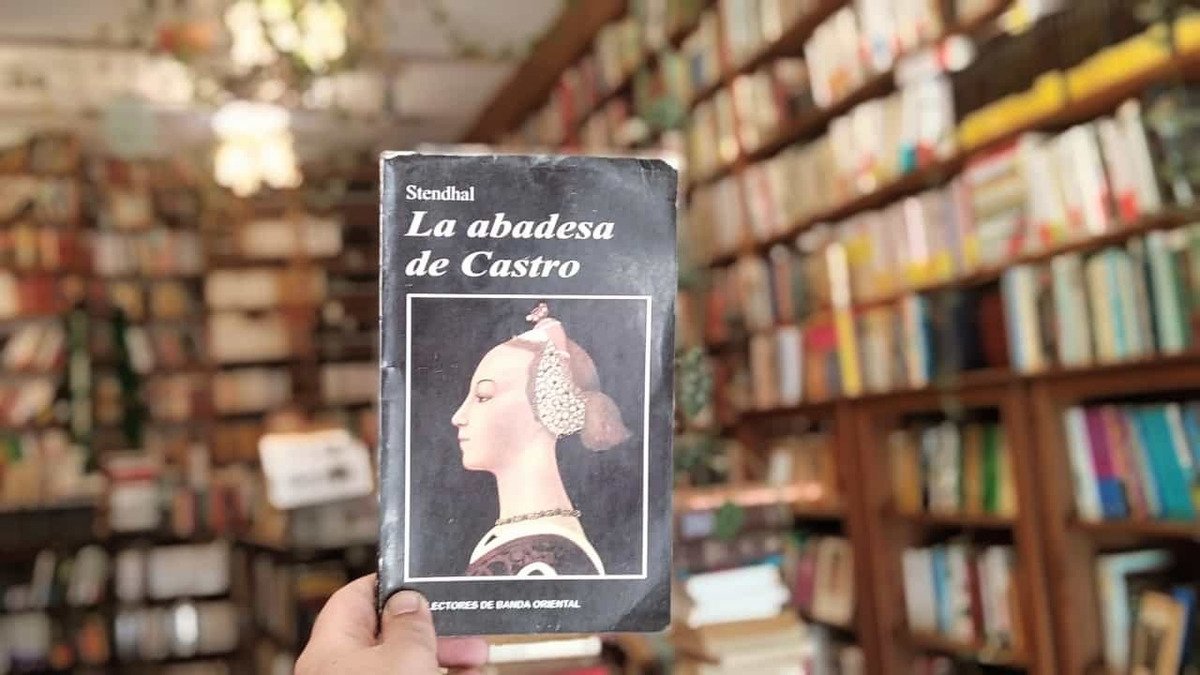 Stendhal
La abadesa
de Castro
LECTORES DE BANDA ORIENTAL